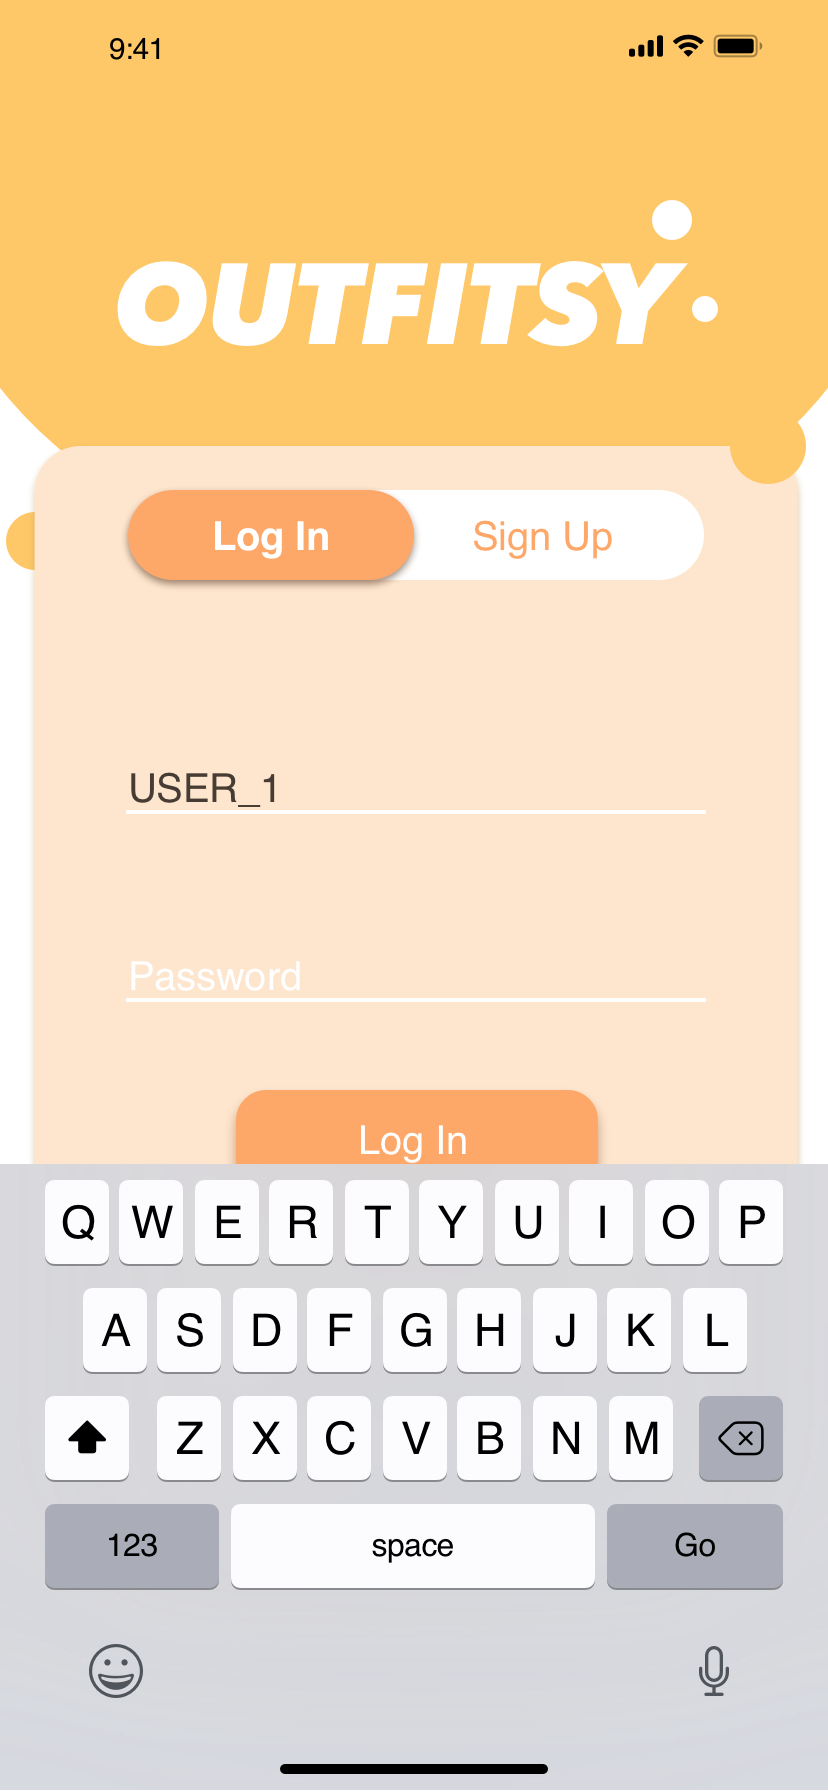 9:41
OUTFITSY
Log In Sign Up
USER_1
Password
Log In
Q W E R T Y U I O P
A S D F G H J K L
Z X C V B N M
123 space Go